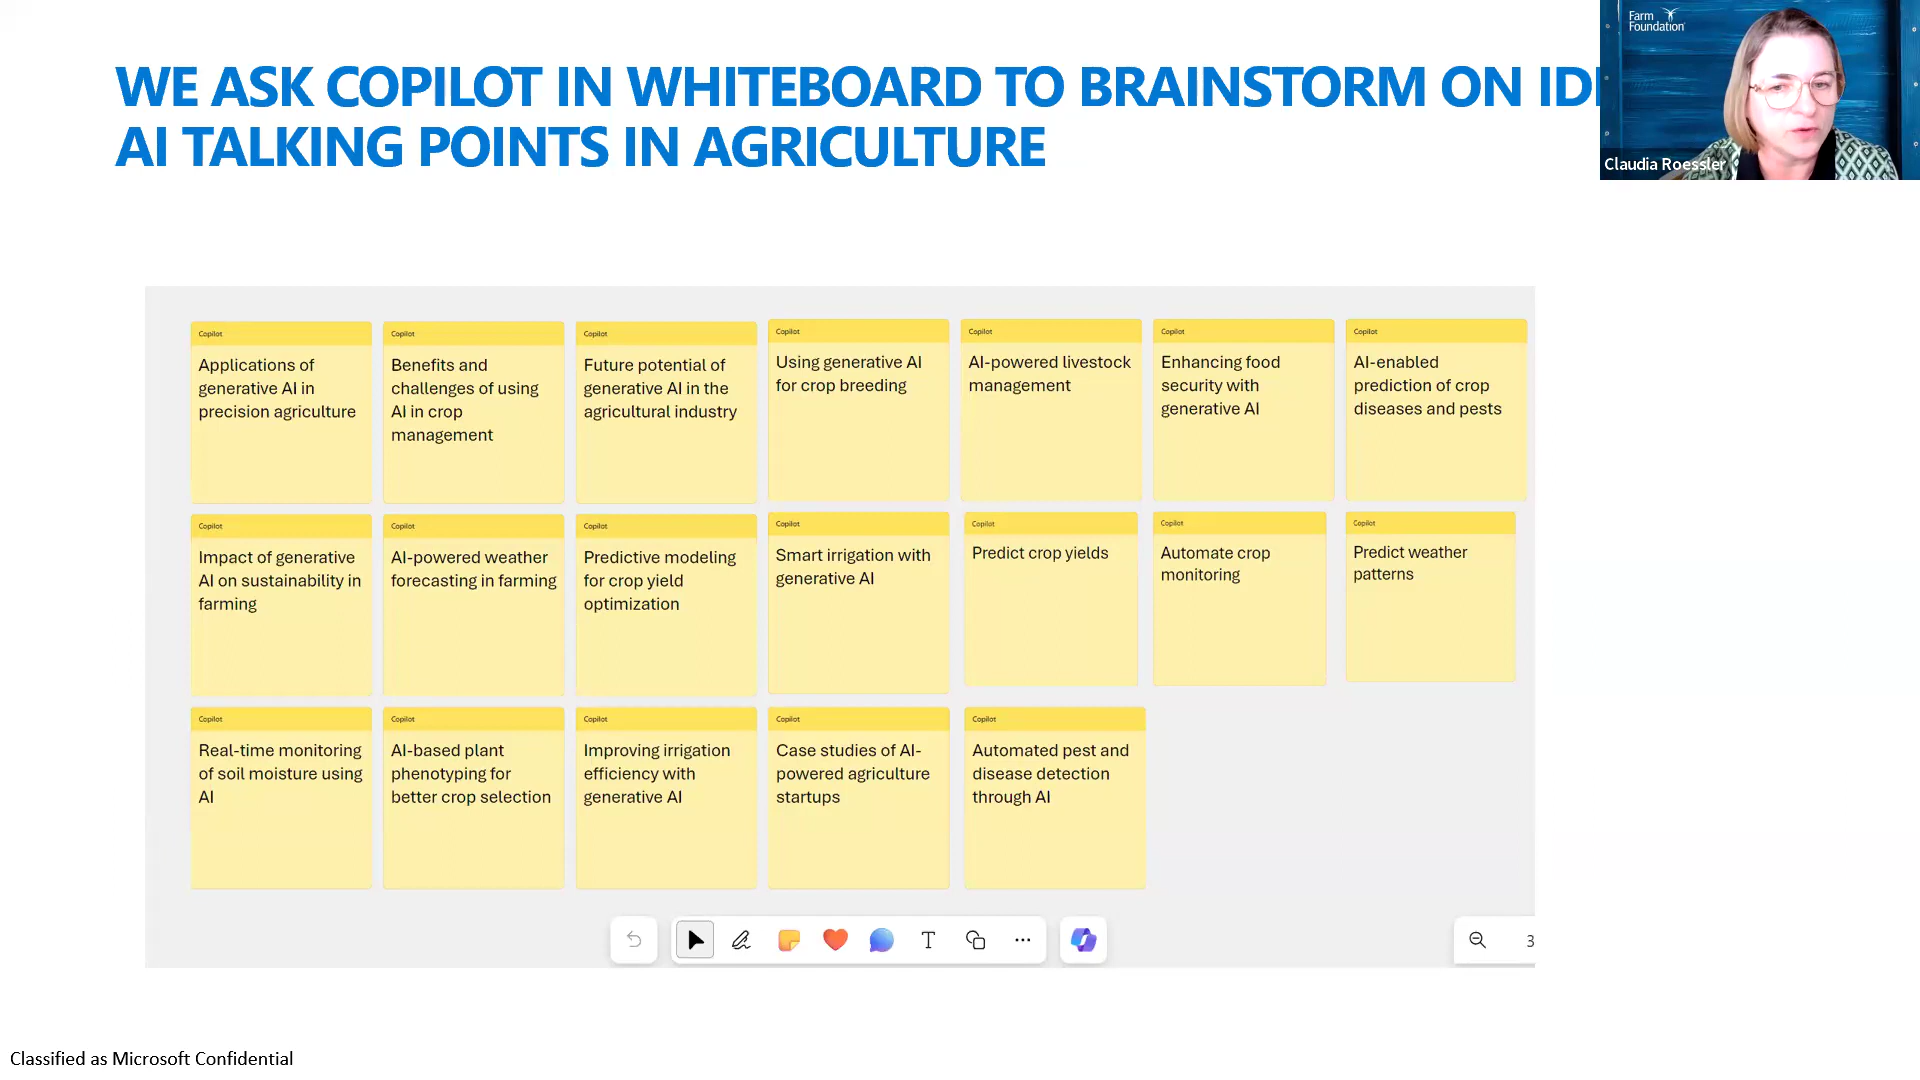 WE ASK COPILOT IN WHITEBOARD TO BRAINSTORM ON
AI TALKING POINTS IN AGRICULTURE
Farm
Foundation
Claudia Roessler
Copilot
Applications of
generative AI in
precision agriculture
Copilot
Benefits and
challenges of using
AI in crop
management
Copilot
Future potential of
generative AI in the
agricultural industry
Copilot
Using generative AI
for crop breeding
Copilot
AI-powered livestock
management
Copilot
Enhancing food
security with
generative AI
Copilot
AI-enabled
prediction of crop
diseases and pests
Copilot
Impact of generative
AI on sustainability in
farming
Copilot
AI-powered weather
forecasting in farming
Copilot
Predictive modeling
for crop yield
optimization
Copilot
Smart irrigation with
generative AI
Copilot
Predict crop yields
Copilot
Automate crop
monitoring
Copilot
Predict weather
patterns
Copilot
Real-time monitoring
of soil moisture using
AI
Copilot
AI-based plant
phenotyping for
better crop selection
Copilot
Improving irrigation
efficiency with
generative AI
Copilot
Case studies of AI-
powered agriculture
startups
Copilot
Automated pest and
disease detection
through AI
T
3
Classified as Microsoft Confidential